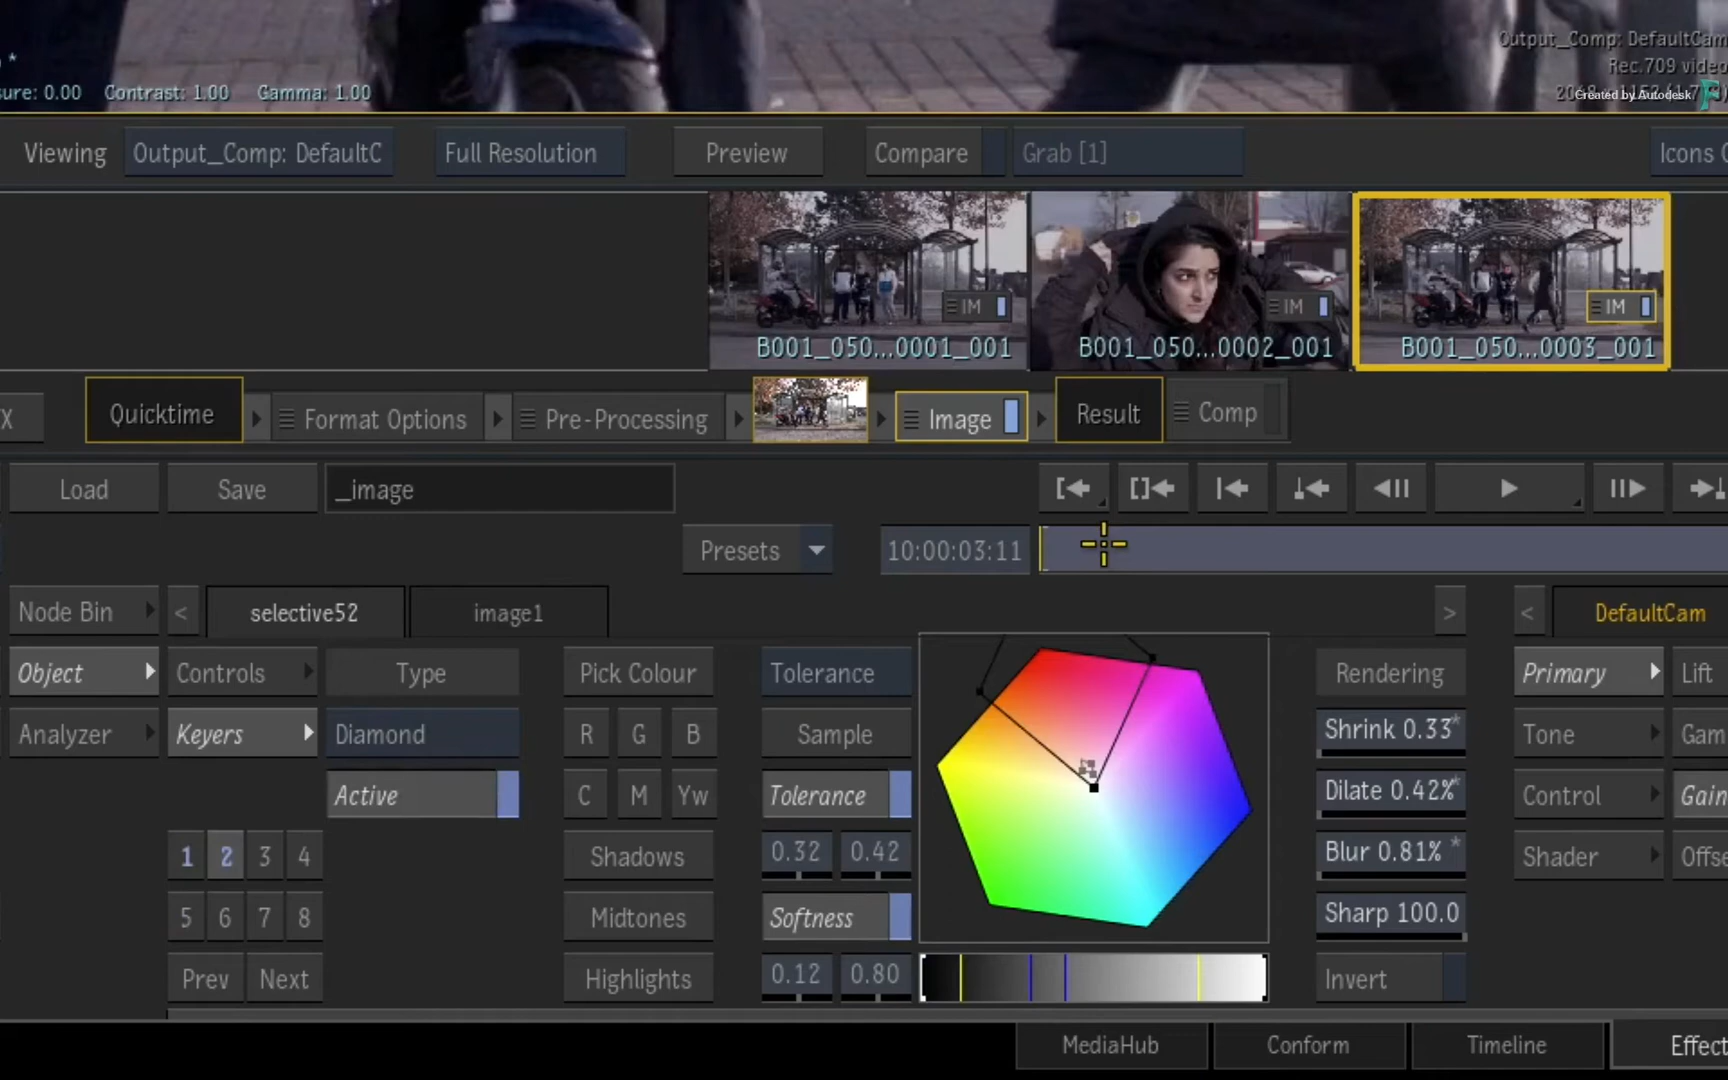 Output_Comp: DefaultCam
Rec.709 video
sure: 0.00 Contrast: 1.00 Gamma: 1.00
Created by Autodesk
Viewing Output_Comp: DefaultC Full Resolution Preview Compare Grab [1] Icons
IM IM IM
B001_050...0001_001 B001_050...0002_001 B001_050...0003_001
X Quicktime Format Options Pre-Processing Image Result Comp
Load Save _image
Presets 10:00:03:11
Node Bin < selective52 image1 > < DefaultCam
Object Controls Type Pick Colour Tolerance Rendering Primary Lift
Analyzer Keyers Diamond R G B Sample Shrink 0.33* Tone Gam
Active C M Yw Tolerance Dilate 0.42%* Control Gain
1 2 3 4 Shadows 0.32 0.42 Blur 0.81% * Shader Offs
5 6 7 8 Midtones Softness Sharp 100.0
Prev Next Highlights 0.12 0.80 Invert
MediaHub Conform Timeline Effect